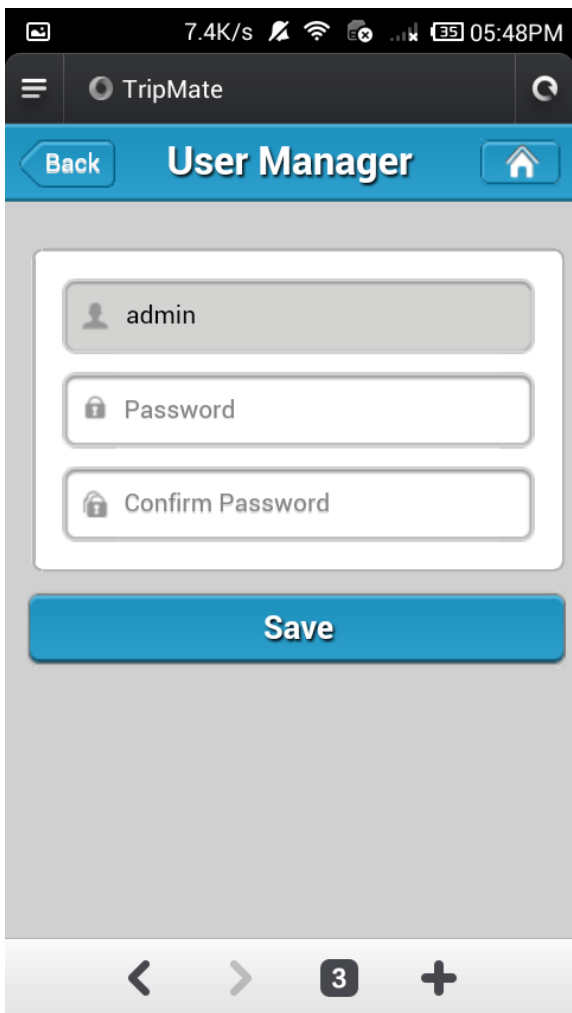 7.4K/s 35 05:48PM
TripMate
Back User Manager
admin
Password
Confirm Password
Save
3